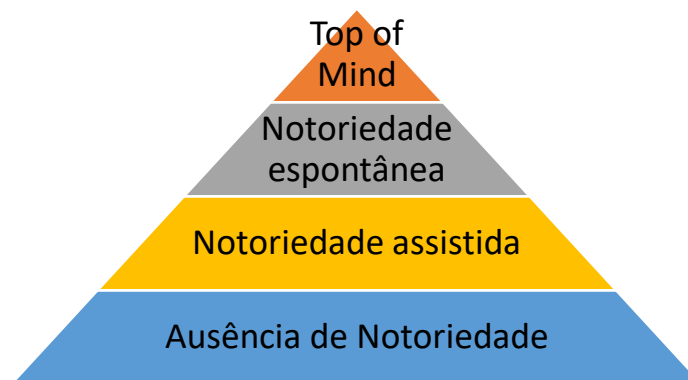 Top of
Mind
Notoriedade
espontânea
Notoriedade assistida
Ausência de Notoriedade